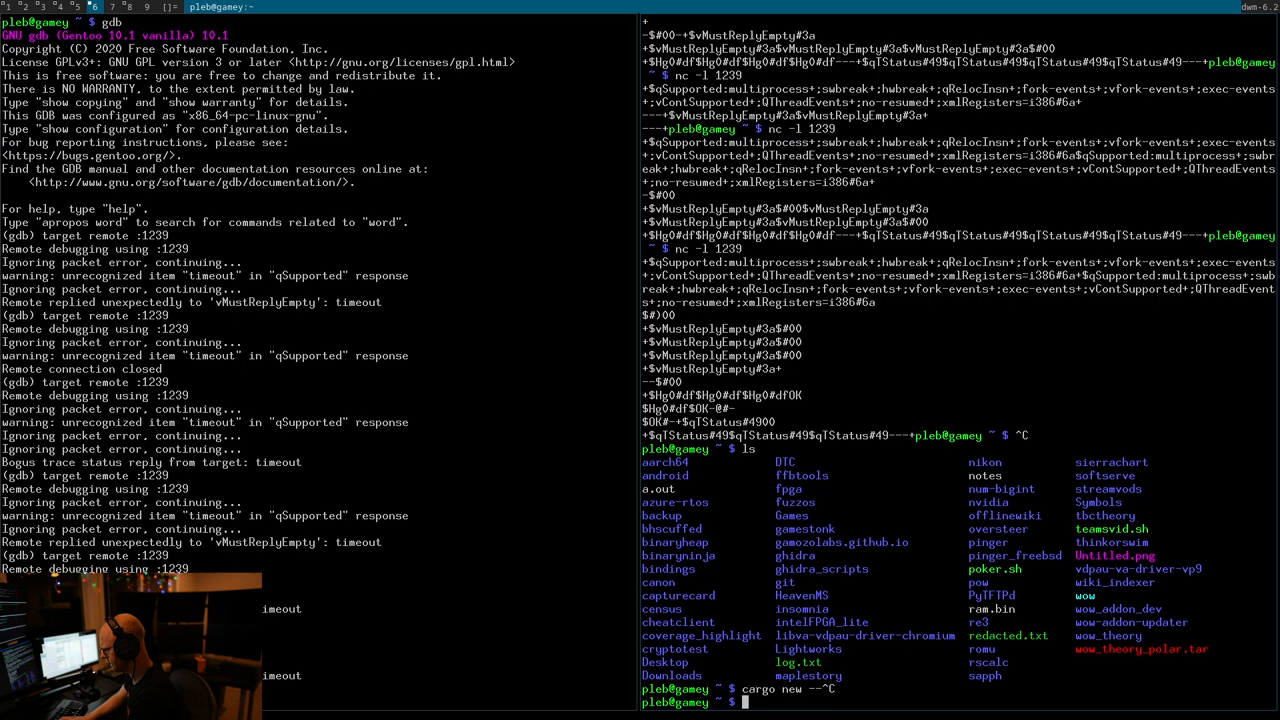 1 2 3 4 5 6 7 8 9 []= pleb@gamey:~ dwm-6.2
pleb@gamey ~ $ gdb
GNU gdb (Gentoo 10.1 vanilla) 10.1
Copyright (C) 2020 Free Software Foundation, Inc.
License GPLv3+: GNU GPL version 3 or later <http://gnu.org/licenses/gpl.html>
This is free software: you are free to change and redistribute it.
There is NO WARRANTY, to the extent permitted by law.
Type "show copying" and "show warranty" for details.
This GDB was configured as "x86_64-pc-linux-gnu".
Type "show configuration" for configuration details.
For bug reporting instructions, please see:
<https://bugs.gentoo.org/>.
Find the GDB manual and other documentation resources online at:
<http://www.gnu.org/software/gdb/documentation/>.
For help, type "help".
Type "apropos word" to search for commands related to "word".
(gdb) target remote :1239
Remote debugging using :1239
Ignoring packet error, continuing...
warning: unrecognized item "timeout" in "qSupported" response
Ignoring packet error, continuing...
Remote replied unexpectedly to 'vMustReplyEmpty': timeout
(gdb) target remote :1239
Remote debugging using :1239
Ignoring packet error, continuing...
warning: unrecognized item "timeout" in "qSupported" response
Remote connection closed
(gdb) target remote :1239
Remote debugging using :1239
Ignoring packet error, continuing...
warning: unrecognized item "timeout" in "qSupported" response
Ignoring packet error, continuing...
Ignoring packet error, continuing...
Bogus trace status reply from target: timeout
(gdb) target remote :1239
Remote debugging using :1239
Ignoring packet error, continuing...
warning: unrecognized item "timeout" in "qSupported" response
Ignoring packet error, continuing...
Remote replied unexpectedly to 'vMustReplyEmpty': timeout
(gdb) target remote :1239
Remote debugging using :1239
imeout
imeout
+
-$#00-+$vMustReplyEmpty#3a
+$vMustReplyEmpty#3a$vMustReplyEmpty#3a$vMustReplyEmpty#3a$#00
+$Hg0#df$Hg0#df$Hg0#df---+$qTStatus#49$qTStatus#49$qTStatus#49---+pleb@gamey
~ $ nc -l 1239
+$qSupported:multiprocess+;swbreak+;hwbreak+;qRelocInsn+;fork-events+;vfork-events+;exec-events
+;vContSupported+;QThreadEvents+;no-resumed+;xmlRegisters=i386#6a+
---+$vMustReplyEmpty#3a$vMustReplyEmpty#3a+
---+pleb@gamey ~ $ nc -l 1239
+$qSupported:multiprocess+;swbreak+;hwbreak+;qRelocInsn+;fork-events+;vfork-events+;exec-events
+;vContSupported+;QThreadEvents+;no-resumed+;xmlRegisters=i386#6a$qSupported:multiprocess+;swbr
eak+;hwbreak+;qRelocInsn+;fork-events+;vfork-events+;exec-events+;vContSupported+;QThreadEvents
+;no-resumed+;xmlRegisters=i386#6a+
-$#00
+$vMustReplyEmpty#3a$#00$vMustReplyEmpty#3a
+$vMustReplyEmpty#3a$vMustReplyEmpty#3a$#00
+$Hg0#df$Hg0#df$Hg0#df$Hg0#df---+$qTStatus#49$qTStatus#49$qTStatus#49---+pleb@gamey
~ $ nc -l 1239
+$qSupported:multiprocess+;swbreak+;hwbreak+;qRelocInsn+;fork-events+;vfork-events+;exec-events
+;vContSupported+;QThreadEvents+;no-resumed+;xmlRegisters=i386#6a+$qSupported:multiprocess+;swb
reak+;hwbreak+;qRelocInsn+;fork-events+;vfork-events+;exec-events+;vContSupported+;QThreadEvent
s+;no-resumed+;xmlRegisters=i386#6a
$#)00
+$vMustReplyEmpty#3a$#00
+$vMustReplyEmpty#3a$#00
+$vMustReplyEmpty#3a$#00
+$vMustReplyEmpty#3a+
--$#00
+$Hg0#df$Hg0#df$Hg0#dfOK
$Hg0#df$OK-@#-
$OK#-+$qTStatus#4900
+$qTStatus#49$qTStatus#49$qTStatus#49---+pleb@gamey ~ $ ^C
pleb@gamey ~ $ ls
aarch64 DTC nikon sierrachart
android ffbtools notes softserve
a.out fpga num-bigint streamvods
azure-rtos fuzzos nvidia Symbols
backup Games offlinewiki tbctheory
bhscuffed gamestonk oversteer teamsvid.sh
binaryheap gamozolabs.github.io pinger thinkorswim
binaryninja ghidra pinger_freebsd Untitled.png
bindings ghidra_scripts poker.sh vdpau-va-driver-vp9
canon git pow wiki_indexer
capturecard HeavenMS PyTFTPd wow
census insomnia ram.bin wow_addon_dev
cheatclient intelFPGA_lite re3 wow-addon-updater
coverage_highlight libva-vdpau-driver-chromium redacted.txt wow_theory
cryptotest Lightworks romu wow_theory_polar.tar
Desktop log.txt rscalc
Downloads maplestory sapph
pleb@gamey ~ $ cargo new --^C
pleb@gamey ~ $